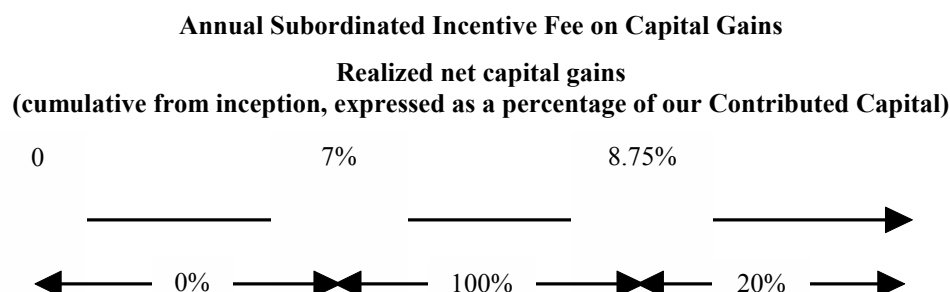 Annual Subordinated Incentive Fee on Capital Gains
Realized net capital gains
(cumulative from inception, expressed as a percentage of our Contributed Capital)
0 7% 8.75%
0% 100% 20%